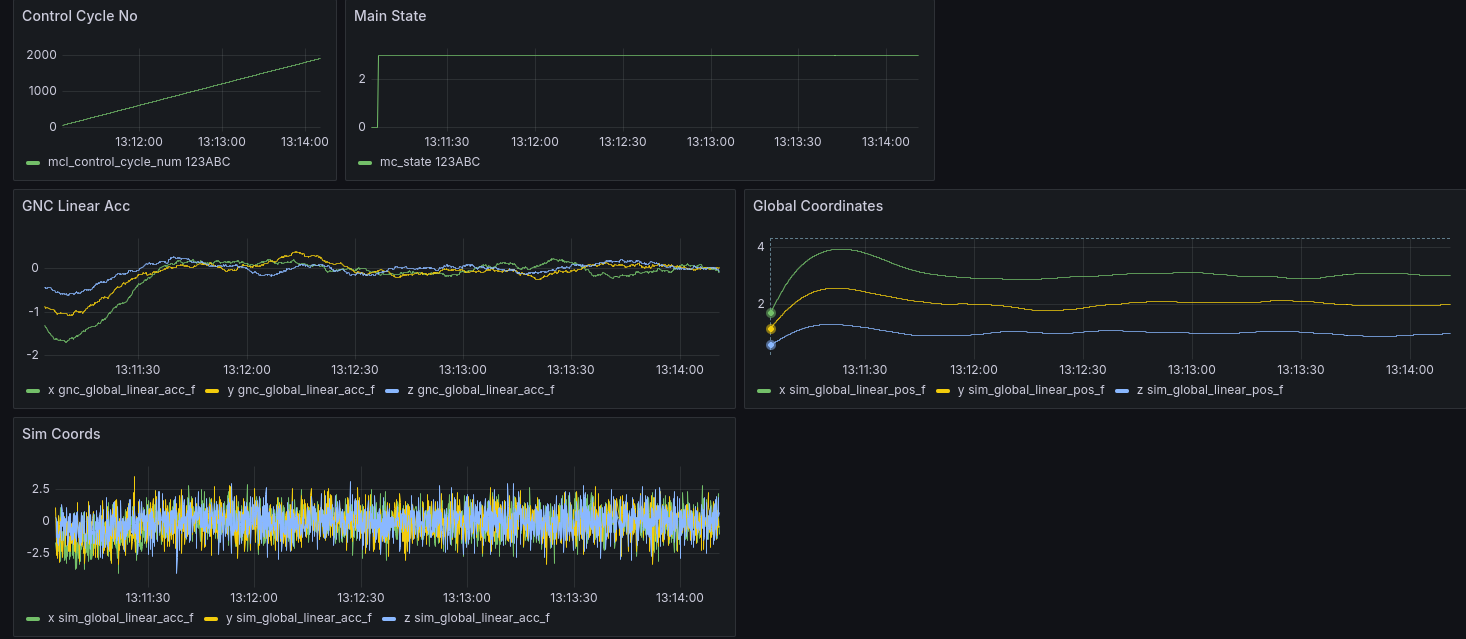 Control Cycle No
2000
1000
0
13:12:00 13:13:00 13:14:00
mcl_control_cycle_num 123ABC
Main State
2
0
13:11:30 13:12:00 13:12:30 13:13:00 13:13:30 13:14:00
mc_state 123ABC
GNC Linear Acc
0
-1
-2
13:11:30 13:12:00 13:12:30 13:13:00 13:13:30 13:14:00
x gnc_global_linear_acc_f y gnc_global_linear_acc_f z gnc_global_linear_acc_f
Global Coordinates
4
2
13:11:30 13:12:00 13:12:30 13:13:00 13:13:30 13:14:00
x sim_global_linear_pos_f y sim_global_linear_pos_f z sim_global_linear_pos_f
Sim Coords
2.5
0
-2.5
13:11:30 13:12:00 13:12:30 13:13:00 13:13:30 13:14:00
x sim_global_linear_acc_f y sim_global_linear_acc_f z sim_global_linear_acc_f